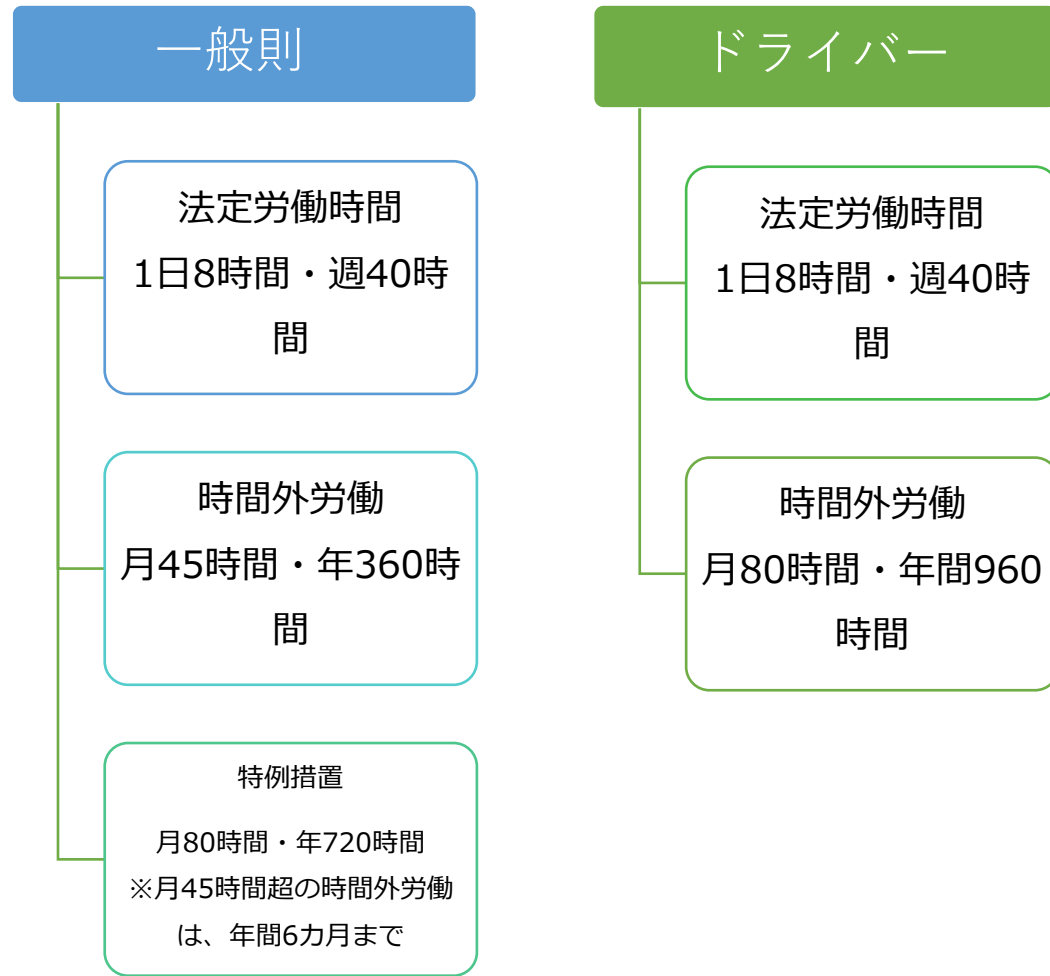 一般則
法定労働時間
1日8時間・週40時
間
時間外労働
月45時間・年360時
間
特例措置
月80時間・年720時間
※月45時間超の時間外労働
は、年間6カ月まで
ドライバー
法定労働時間
1日8時間・週40時
間
時間外労働
月80時間・年間960
時間